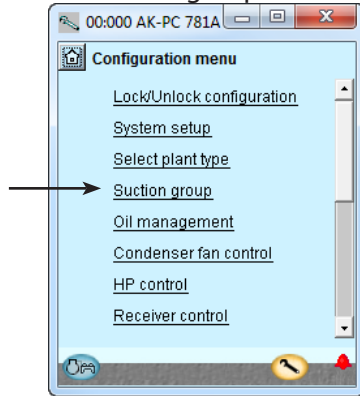 00:000 AK-PC 781A
Configuration menu
Lock/Unlock configuration
System setup
Select plant type
Suction group
Oil management
Condenser fan control
HP control
Receiver control